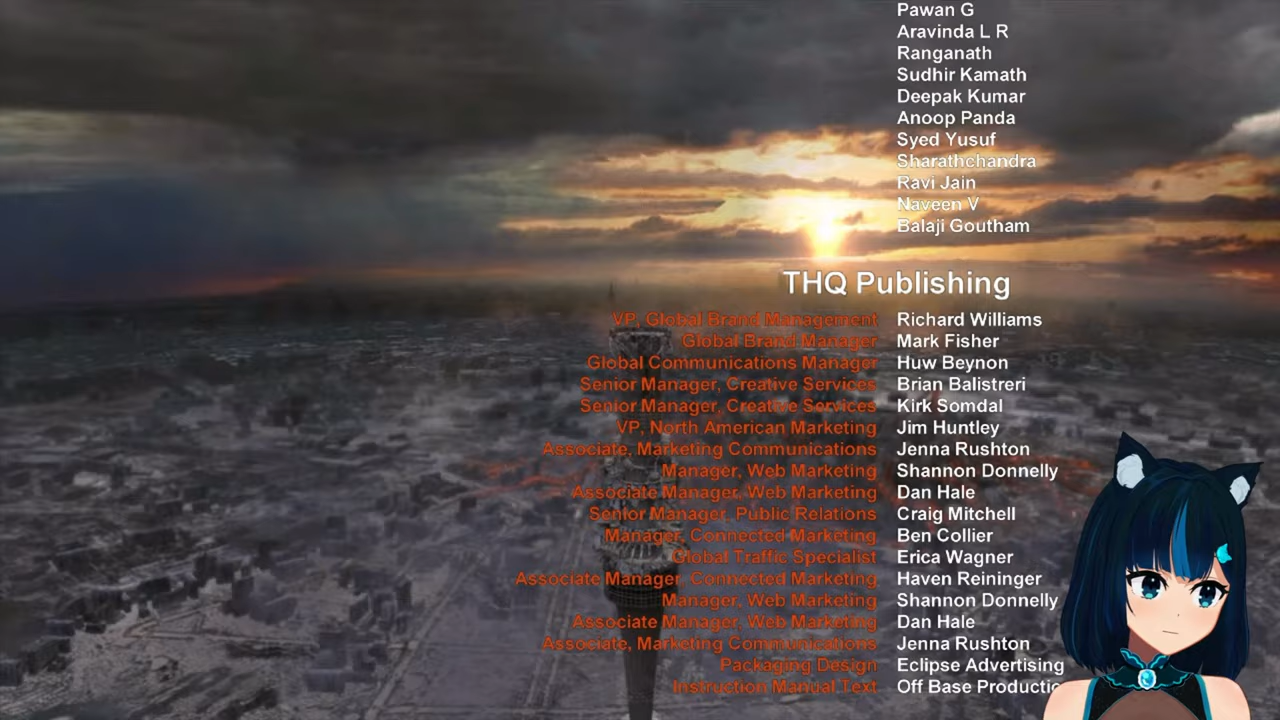 Pawan G
Aravinda L R
Ranganath
Sudhir Kamath
Deepak Kumar
Anoop Panda
Syed Yusuf
Sharathchandra
Ravi Jain
Naveen V
Balaji Goutham
THQ Publishing
VP, Global Brand Management Richard Williams
Global Brand Manager Mark Fisher
Global Communications Manager Huw Beynon
Senior Manager, Creative Services Brian Balistreri
Senior Manager, Creative Services Kirk Somdal
VP, North American Marketing Jim Huntley
Associate, Marketing Communications Jenna Rushton
Manager, Web Marketing Shannon Donnelly
Associate Manager, Web Marketing Dan Hale
Senior Manager, Public Relations Craig Mitchell
Manager, Connected Marketing Ben Collier
Global Traffic Specialist Erica Wagner
Associate Manager, Connected Marketing Haven Reininger
Manager, Web Marketing Shannon Donnelly
Associate Manager, Web Marketing Dan Hale
Associate, Marketing Communications Jenna Rushton
Packaging Design Eclipse Advertising
Instruction Manual Text Off Base Productio